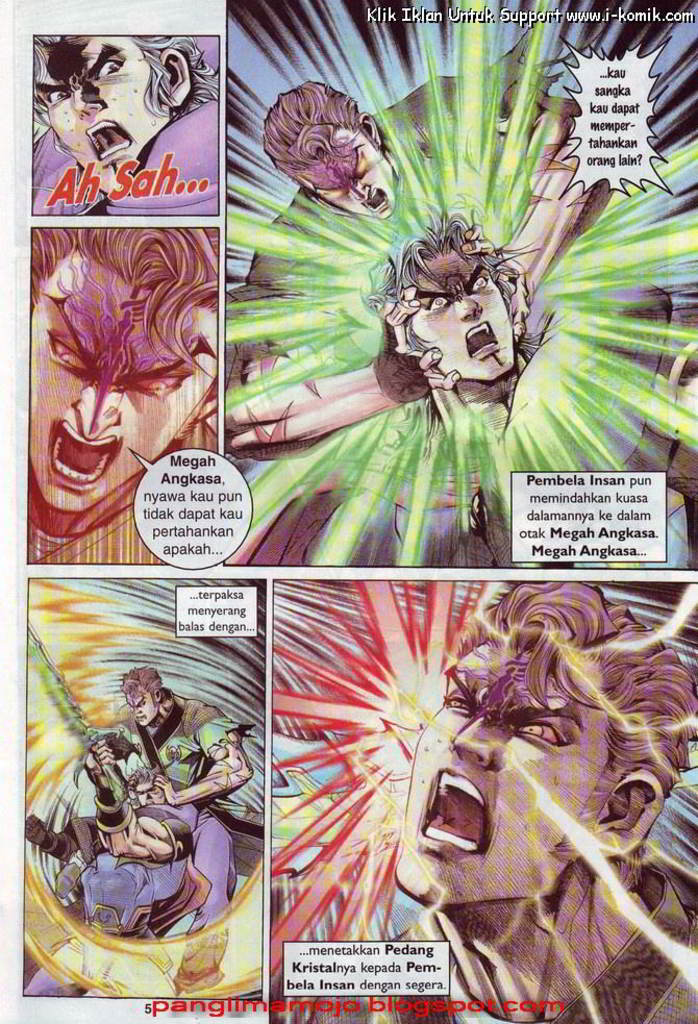 Klik Iklan Untuk Support www.i-komik.com
Ah Sah...
Megah
Angkasa,
nyawa kau pun
tidak dapat kau
pertahankan
apakah...
...kau
sangka
kau dapat
memper-
tahankan
orang lain?
Pembela Insan pun
memindahkan kuasa
dalamannya ke dalam
otak Megah Angkasa.
Megah Angkasa...
...terpaksa
menyerang
balas dengan...
...menetakkan Pedang
Kristalnya kepada Pem-
bela Insan dengan segera.
5
panglimamojo.blogspot.com